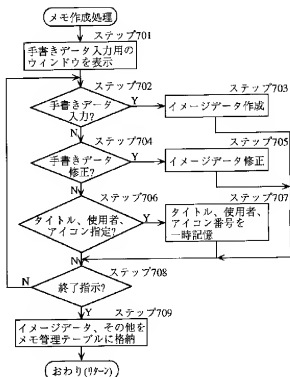 メモ作成処理
ステップ701
手書きデータ入力用の
ウィンドウを表示
ステップ702
手書きデータ
入力?
Y
N
ステップ703
イメージデータ作成
ステップ704
手書きデータ
修正?
Y
N
ステップ705
イメージデータ修正
ステップ706
タイトル、使用者、
アイコン指定?
Y
N
ステップ707
タイトル、使用者、
アイコン番号を
一時記憶
ステップ708
終了指示?
N
Y
ステップ709
イメージデータ、その他を
メモ管理テーブルに格納
おわり(リターン)